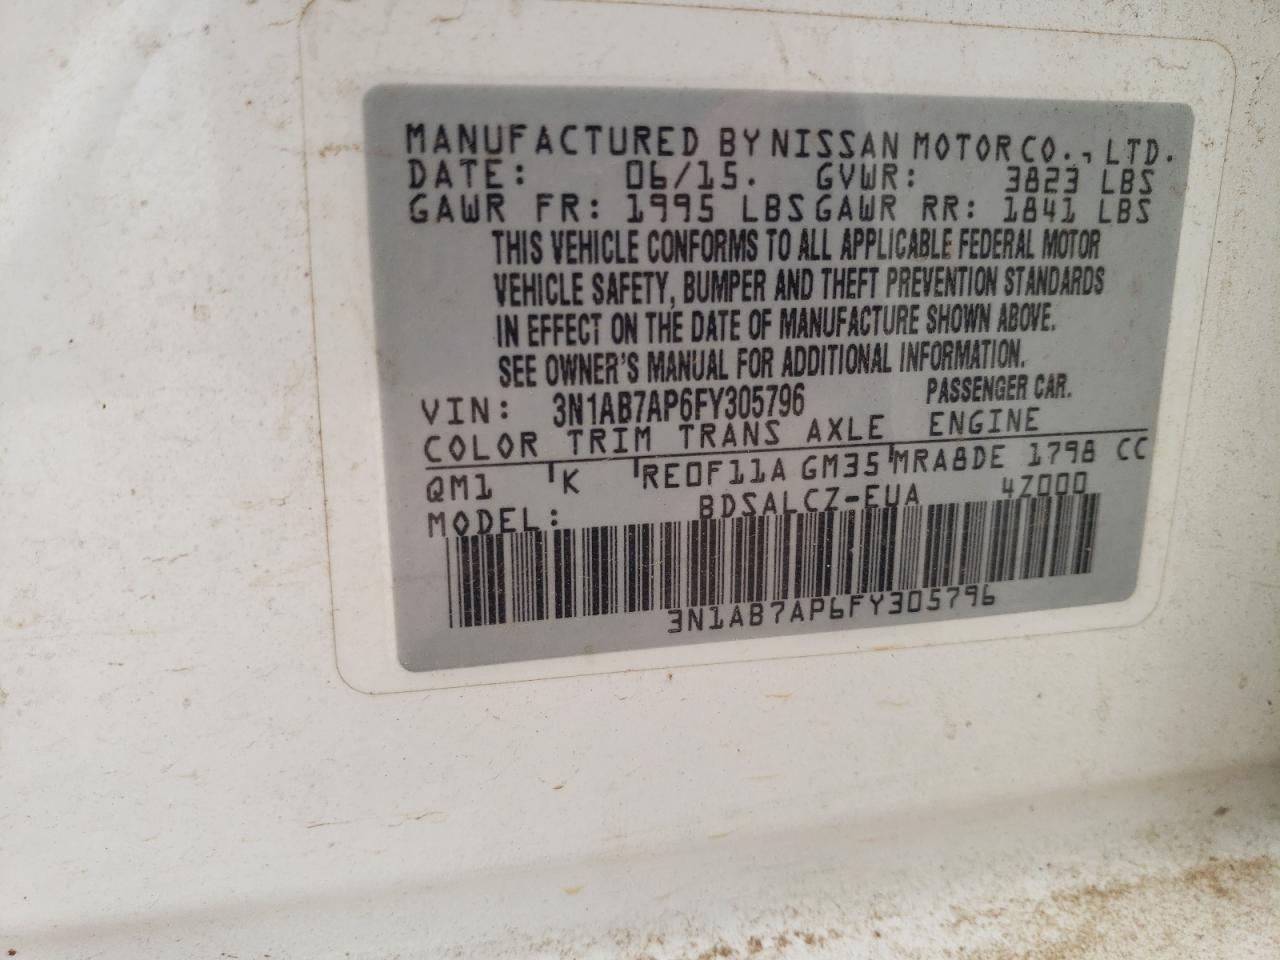 MANUFACTURED BY NISSAN MOTOR CO., LTD.
DATE: 06/15. GVWR: 3823 LBS
GAWR FR: 1995 LBS GAWR RR: 1841 LBS
THIS VEHICLE CONFORMS TO ALL APPLICABLE FEDERAL MOTOR
VEHICLE SAFETY, BUMPER AND THEFT PREVENTION STANDARDS
IN EFFECT ON THE DATE OF MANUFACTURE SHOWN ABOVE.
SEE OWNER'S MANUAL FOR ADDITIONAL INFORMATION.
VIN: 3N1AB7AP6FY305796 PASSENGER CAR.
COLOR TRIM TRANS AXLE ENGINE
QM1 K RE0F11A GM35 MRA8DE 1798 CC
MODEL: BDSALCZ-EUA 4Z000
3N1AB7AP6FY305796